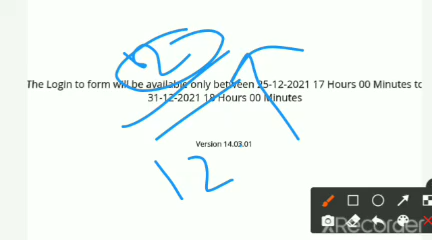 The Login to form will be available only between 25-12-2021 17 Hours 00 Minutes to
31-12-2021 18 Hours 00 Minutes
Version 14.03.01
12
XRecorder